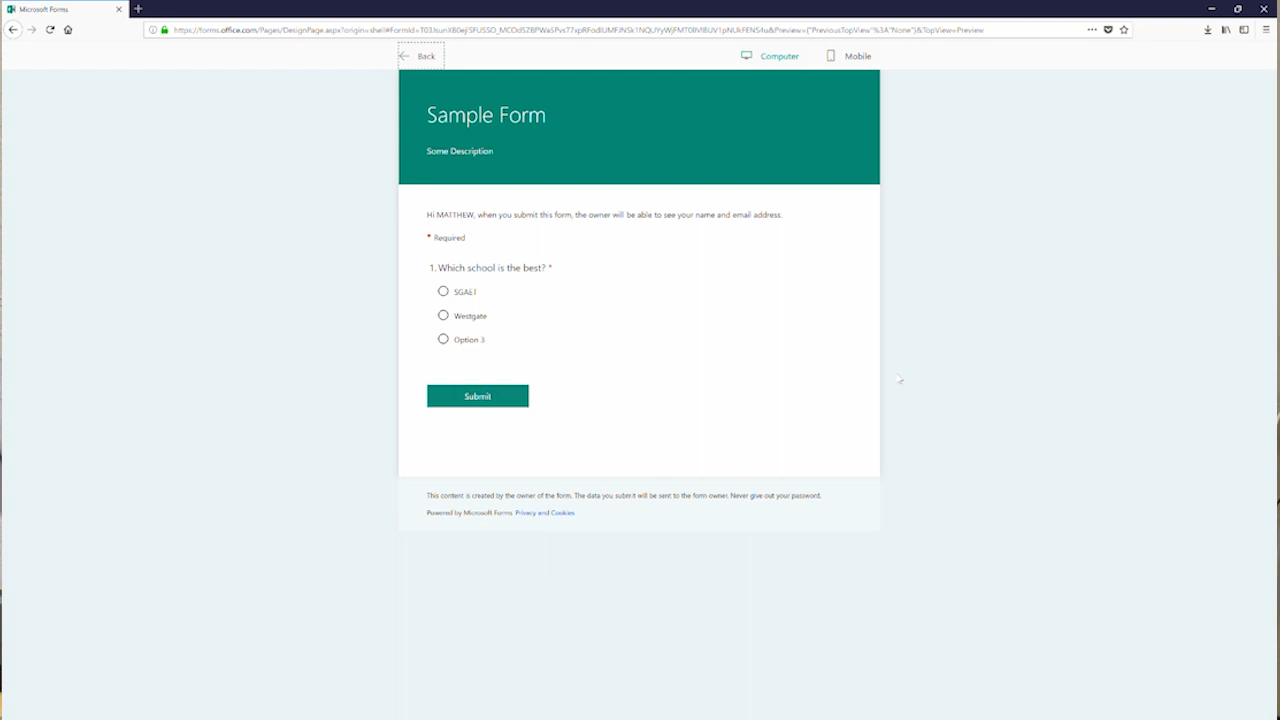 Microsoft Forms
Back
Computer
Mobile
Sample Form
Some Description
Hi MATTHEW, when you submit this form, the owner will be able to see your name and email address.
* Required
1. Which school is the best? *
SGAET
Westgate
Option 3
Submit
This content is created by the owner of the form. The data you submit will be sent to the form owner. Never give out your password.
Powered by Microsoft Forms Privacy and Cookies